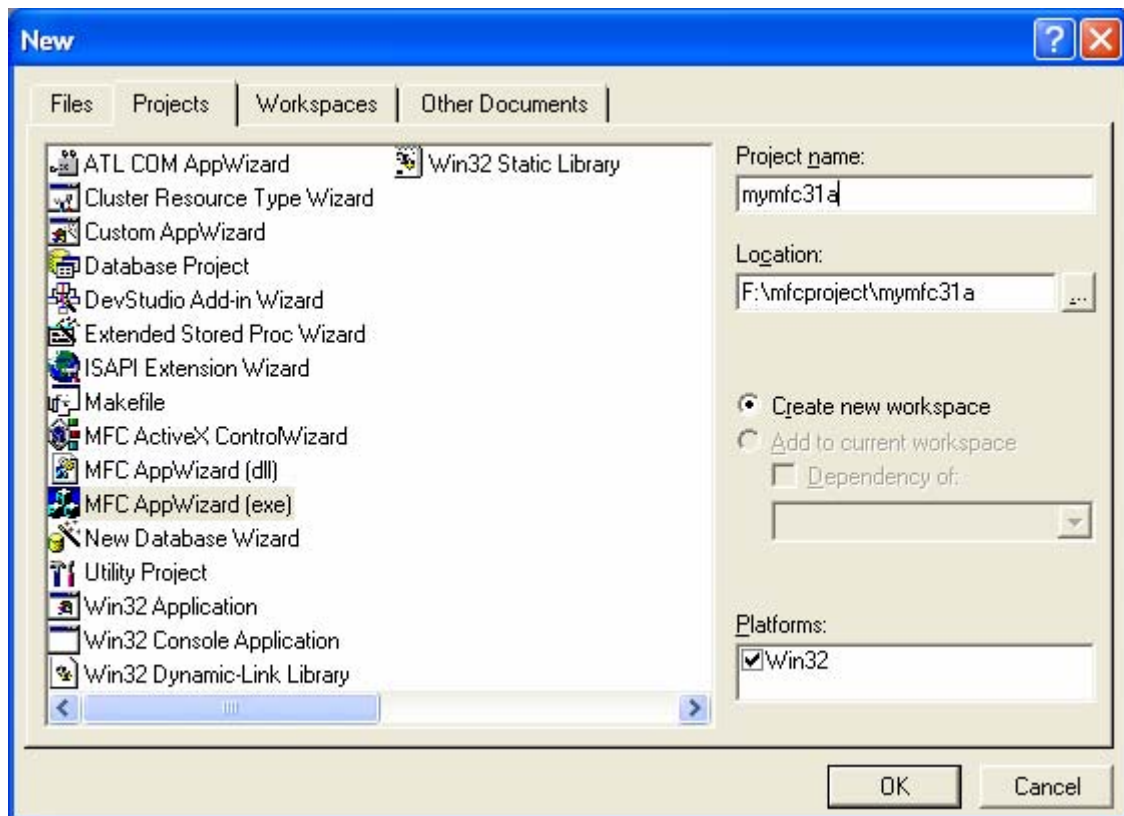 New
Files Projects Workspaces Other Documents
ATL COM AppWizard
Cluster Resource Type Wizard
Custom AppWizard
Database Project
DevStudio Add-in Wizard
Extended Stored Proc Wizard
ISAPI Extension Wizard
Makefile
MFC ActiveX ControlWizard
MFC AppWizard (dll)
MFC AppWizard (exe)
New Database Wizard
Utility Project
Win32 Application
Win32 Console Application
Win32 Dynamic-Link Library
Win32 Static Library
Project name:
mymfc31a
Location:
F:\mfcproject\mymfc31a
...
Create new workspace
Add to current workspace
Dependency of:
Platforms:
Win32
OK Cancel